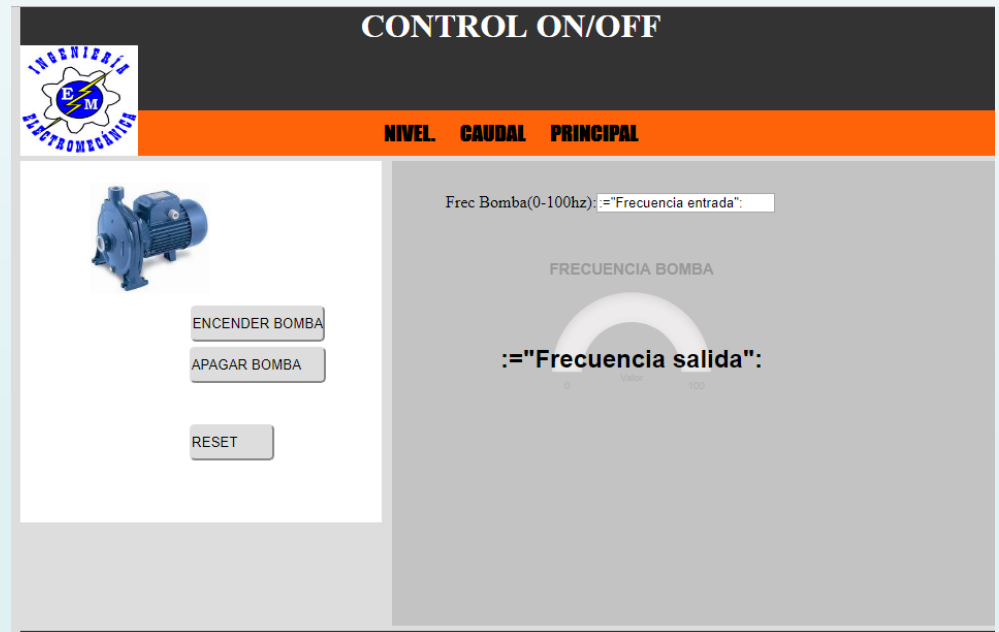 CONTROL ON/OFF
INGENIERÍA
E M
ELECTROMECÁNICA
NIVEL. CAUDAL PRINCIPAL
Frec Bomba(0-100hz): :="Frecuencia entrada":
FRECUENCIA BOMBA
:="Frecuencia salida":
Valor
0 100
ENCENDER BOMBA
APAGAR BOMBA
RESET